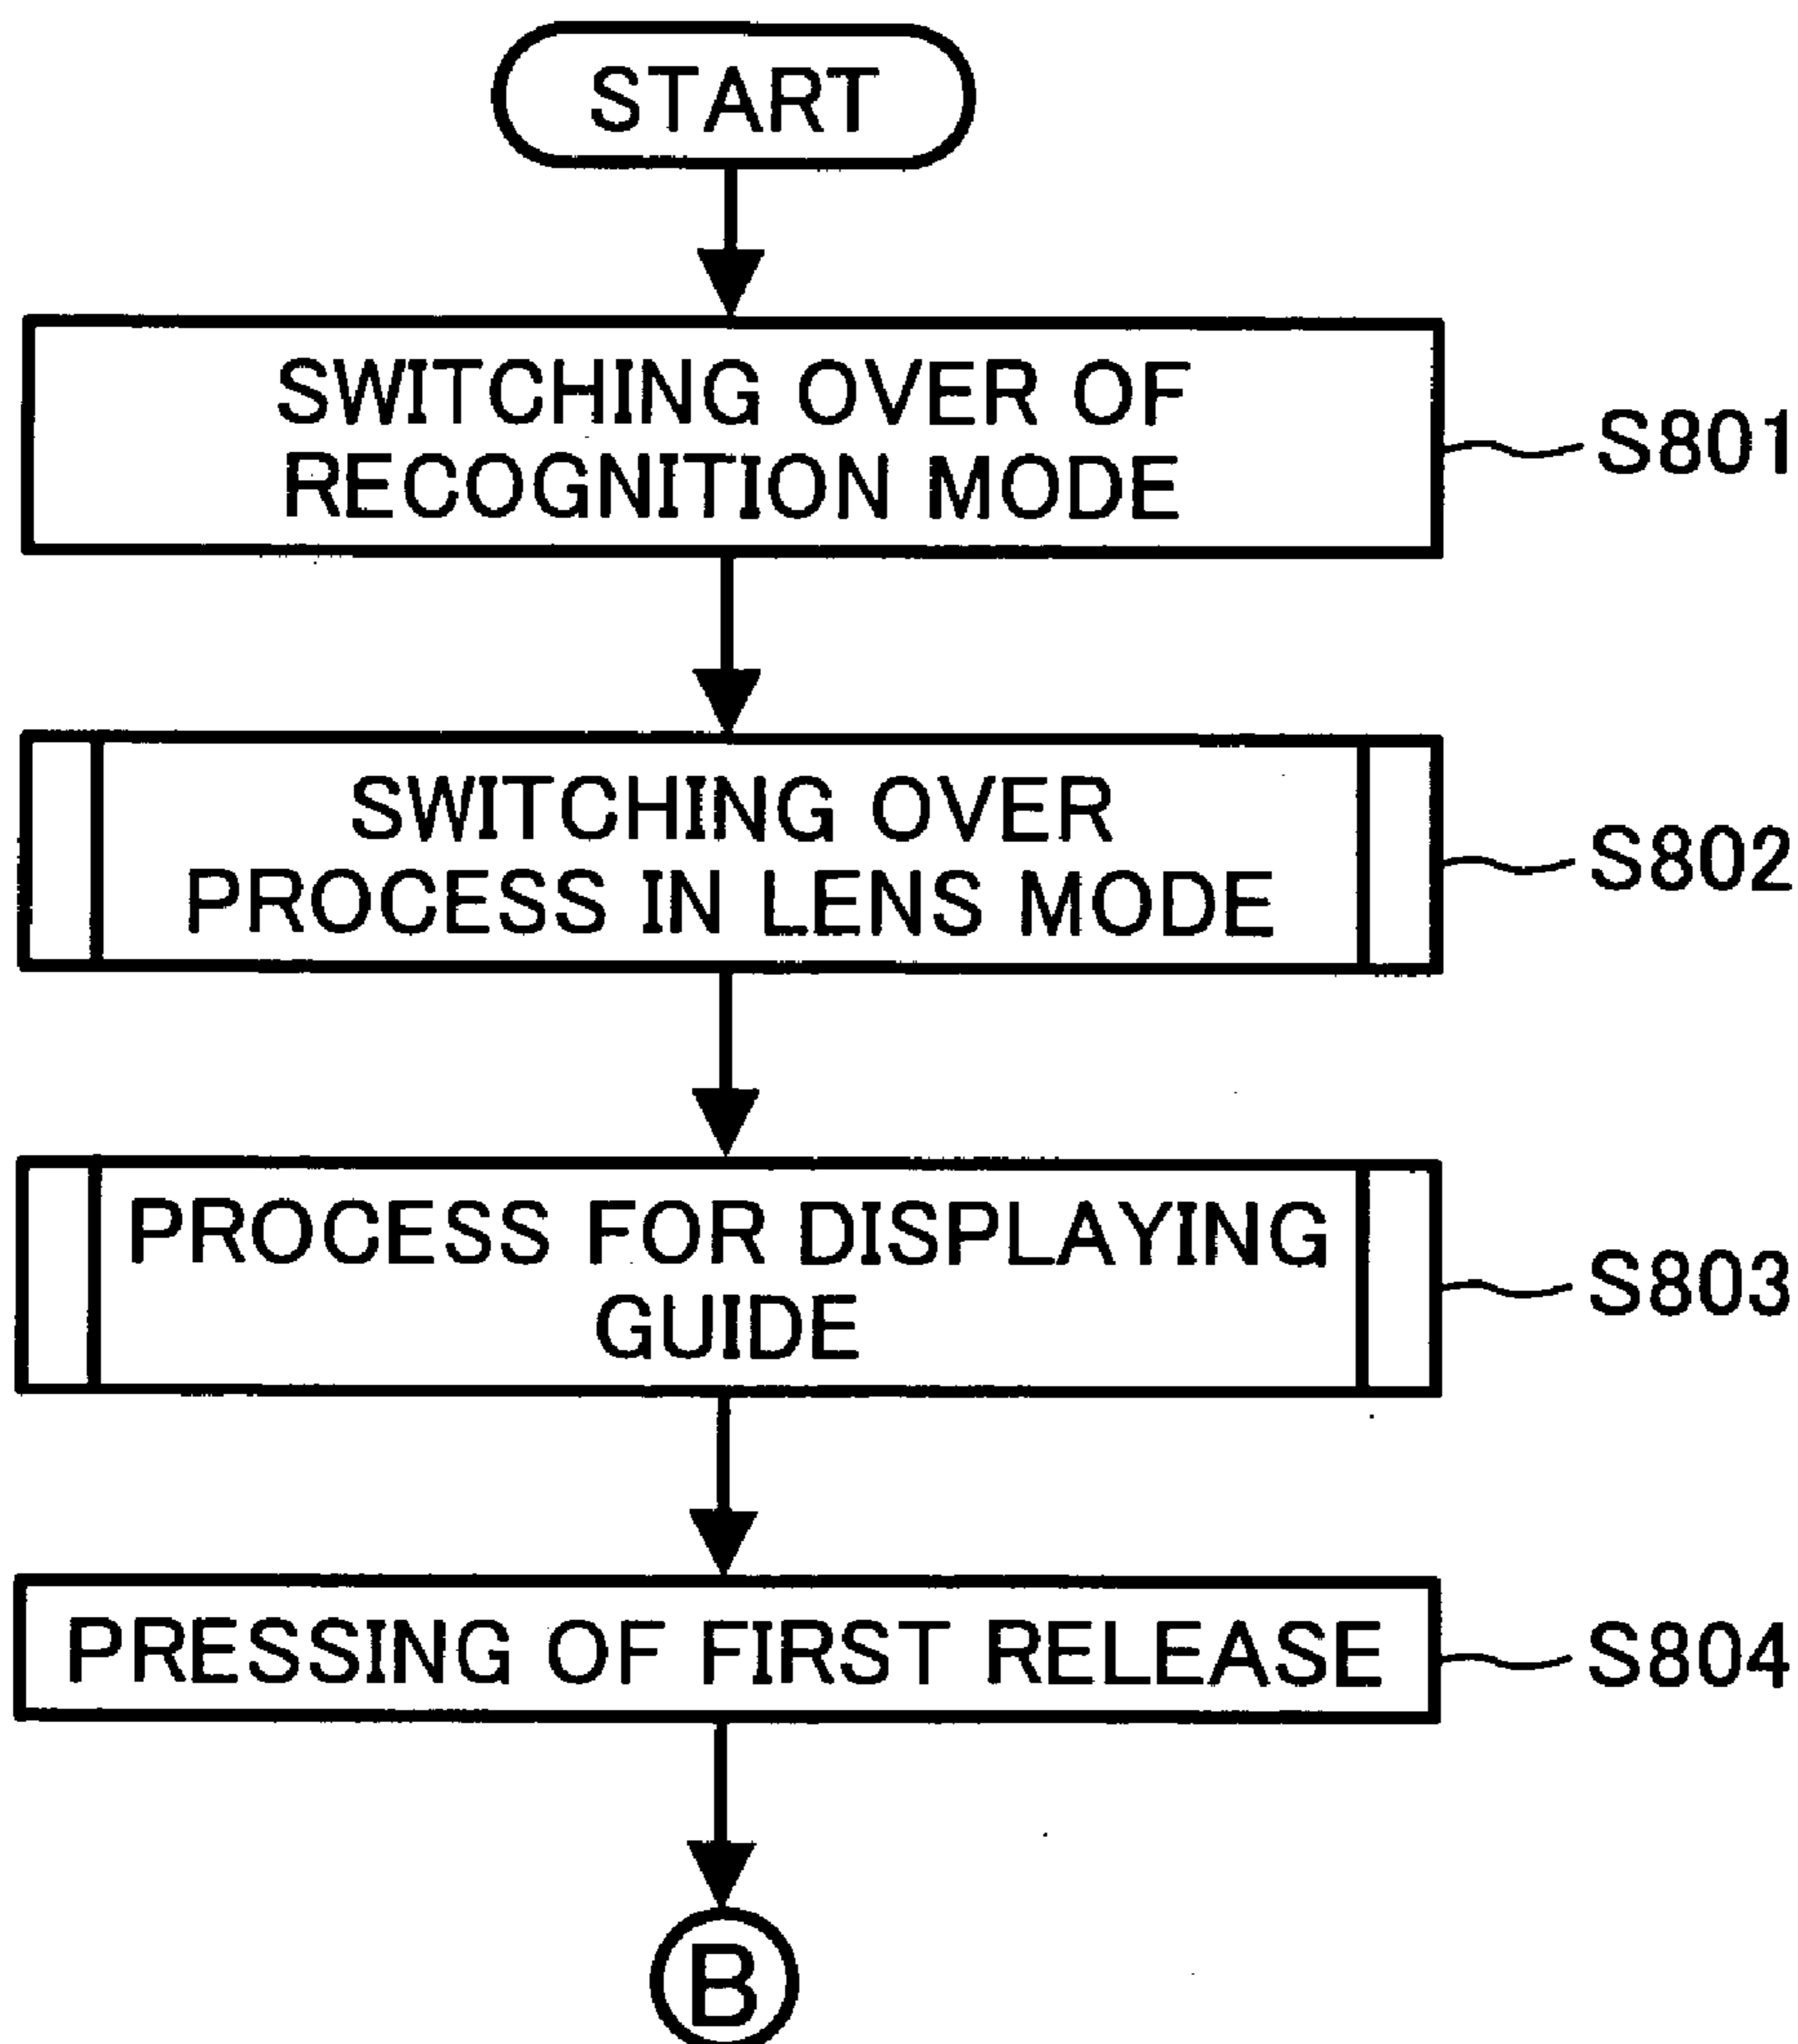 START
SWITCHING OVER OF
RECOGNITION MODE
S801
SWITCHING OVER
PROCESS IN LENS MODE
S802
PROCESS FOR DISPLAYING
GUIDE
S803
PRESSING OF FIRST RELEASE
S804
B